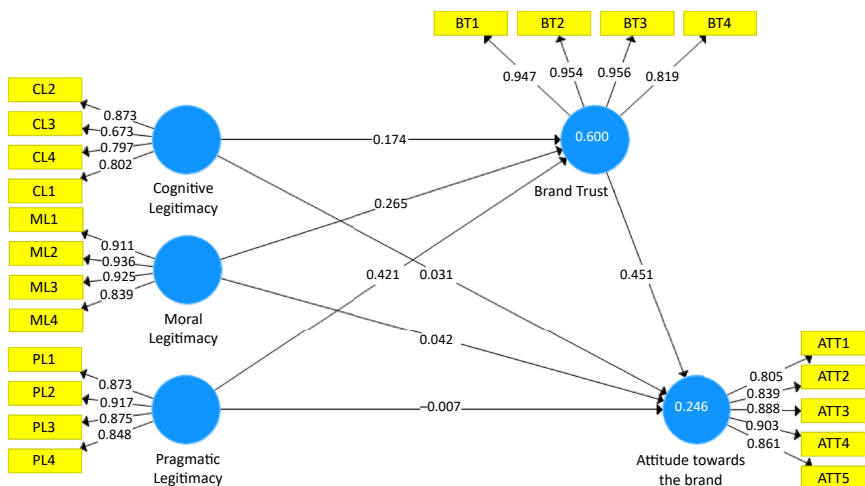 BT1
BT2
BT3
BT4
0.947
0.954
0.956
0.819
CL2
CL3
CL4
CL1
0.873
0.673
0.797
0.802
Cognitive
Legitimacy
0.174
0.600
Brand Trust
ML1
ML2
ML3
ML4
0.911
0.936
0.925
0.839
Moral
Legitimacy
0.265
0.421
0.031
0.451
0.042
PL1
PL2
PL3
PL4
0.873
0.917
0.875
0.848
Pragmatic
Legitimacy
−0.007
0.246
Attitude towards
the brand
0.805
0.839
0.888
0.903
0.861
ATT1
ATT2
ATT3
ATT4
ATT5